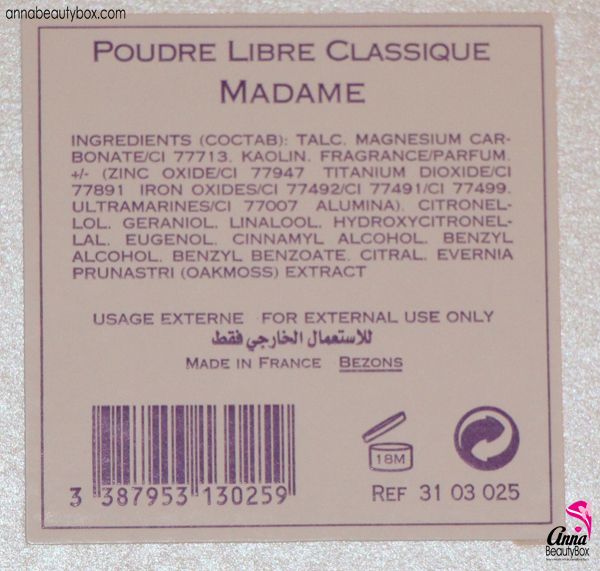 annabeautybox.com
POUDRE LIBRE CLASSIQUE
MADAME
INGREDIENTS (COCTAB): TALC. MAGNESIUM CAR-
BONATE/CI 77713. KAOLIN. FRAGRANCE/PARFUM.
+/- (ZINC OXIDE/CI 77947 TITANIUM DIOXIDE/CI
77891 IRON OXIDES/CI 77492/CI 77491/CI 77499.
ULTRAMARINES/CI 77007 ALUMINA). CITRONEL-
LOL. GERANIOL. LINALOOL. HYDROXYCITRONEL-
LAL. EUGENOL. CINNAMYL ALCOHOL. BENZYL
ALCOHOL. BENZYL BENZOATE. CITRAL. EVERNIA
PRUNASTRI (OAKMOSS) EXTRACT
USAGE EXTERNE FOR EXTERNAL USE ONLY
للاستعمال الخارجي فقط
MADE IN FRANCE BEZONS
18M
3 387953 130259
REF 31 03 025
Anna
BeautyBox